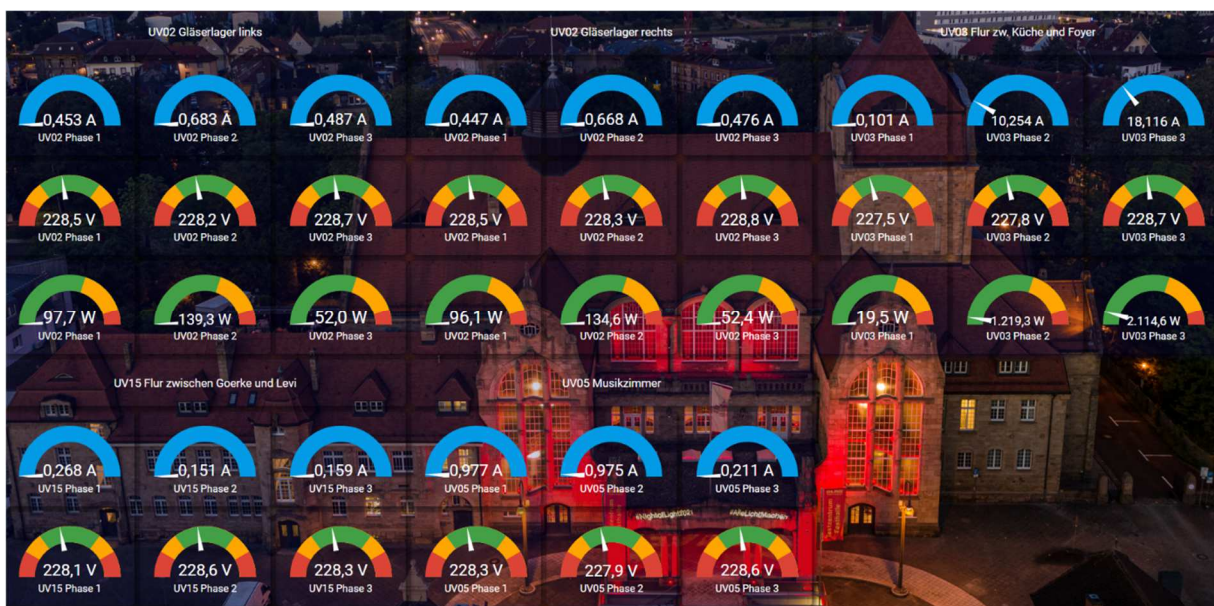 UV02 Gläserlager links
UV02 Gläserlager rechts
UV03 Flur zw. Küche und Foyer
0,453 A
0,683 A
0,487 A
0,447 A
0,668 A
0,476 A
0,101 A
10,254 A
18,116 A
UV02 Phase 1
UV02 Phase 2
UV02 Phase 3
UV02 Phase 1
UV02 Phase 2
UV02 Phase 3
UV03 Phase 1
UV03 Phase 2
UV03 Phase 3
228,5 V
228,2 V
228,7 V
228,5 V
228,3 V
228,8 V
227,5 V
227,8 V
228,7 V
UV02 Phase 1
UV02 Phase 2
UV02 Phase 3
UV02 Phase 1
UV02 Phase 2
UV02 Phase 3
UV03 Phase 1
UV03 Phase 2
UV03 Phase 3
97,7 W
139,3 W
52,0 W
96,1 W
134,6 W
52,4 W
19,5 W
1.219,3 W
2.114,6 W
UV02 Phase 1
UV02 Phase 2
UV02 Phase 3
UV02 Phase 1
UV02 Phase 2
UV02 Phase 3
UV03 Phase 1
UV03 Phase 2
UV03 Phase 3
UV15 Flur zwischen Goerke und Levi
UV05 Musikzimmer
0,268 A
0,151 A
0,159 A
0,977 A
0,975 A
0,211 A
UV15 Phase 1
UV15 Phase 2
UV15 Phase 3
UV05 Phase 1
UV05 Phase 2
UV05 Phase 3
228,1 V
228,6 V
228,3 V
228,3 V
227,9 V
228,6 V
UV15 Phase 1
UV15 Phase 2
UV15 Phase 3
UV05 Phase 1
UV05 Phase 2
UV05 Phase 3